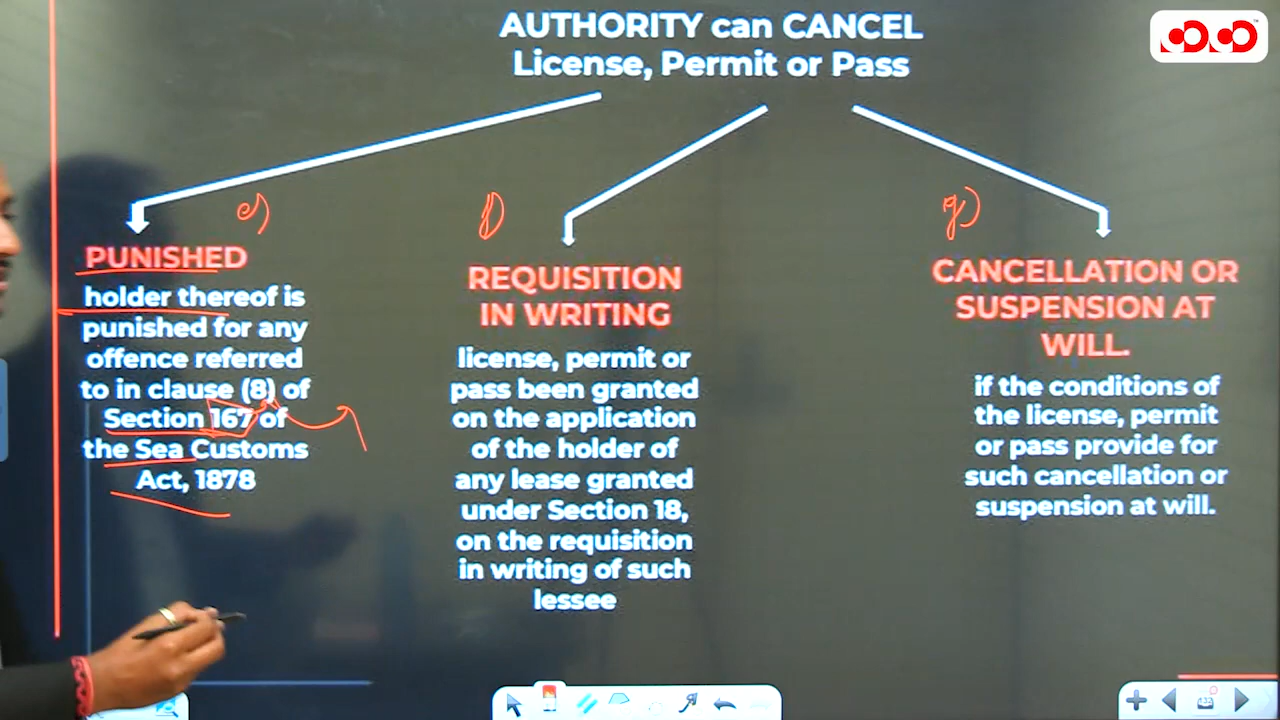 AUTHORITY can CANCEL
License, Permit or Pass
e)
PUNISHED
holder thereof is
punished for any
offence referred
to in clause (8) of
Section 167 of
the Sea Customs
Act, 1878
f)
REQUISITION
IN WRITING
license, permit or
pass been granted
on the application
of the holder of
any lease granted
under Section 18,
on the requisition
in writing of such
lessee
g)
CANCELLATION OR
SUSPENSION AT
WILL.
if the conditions of
the license, permit
or pass provide for
such cancellation or
suspension at will.